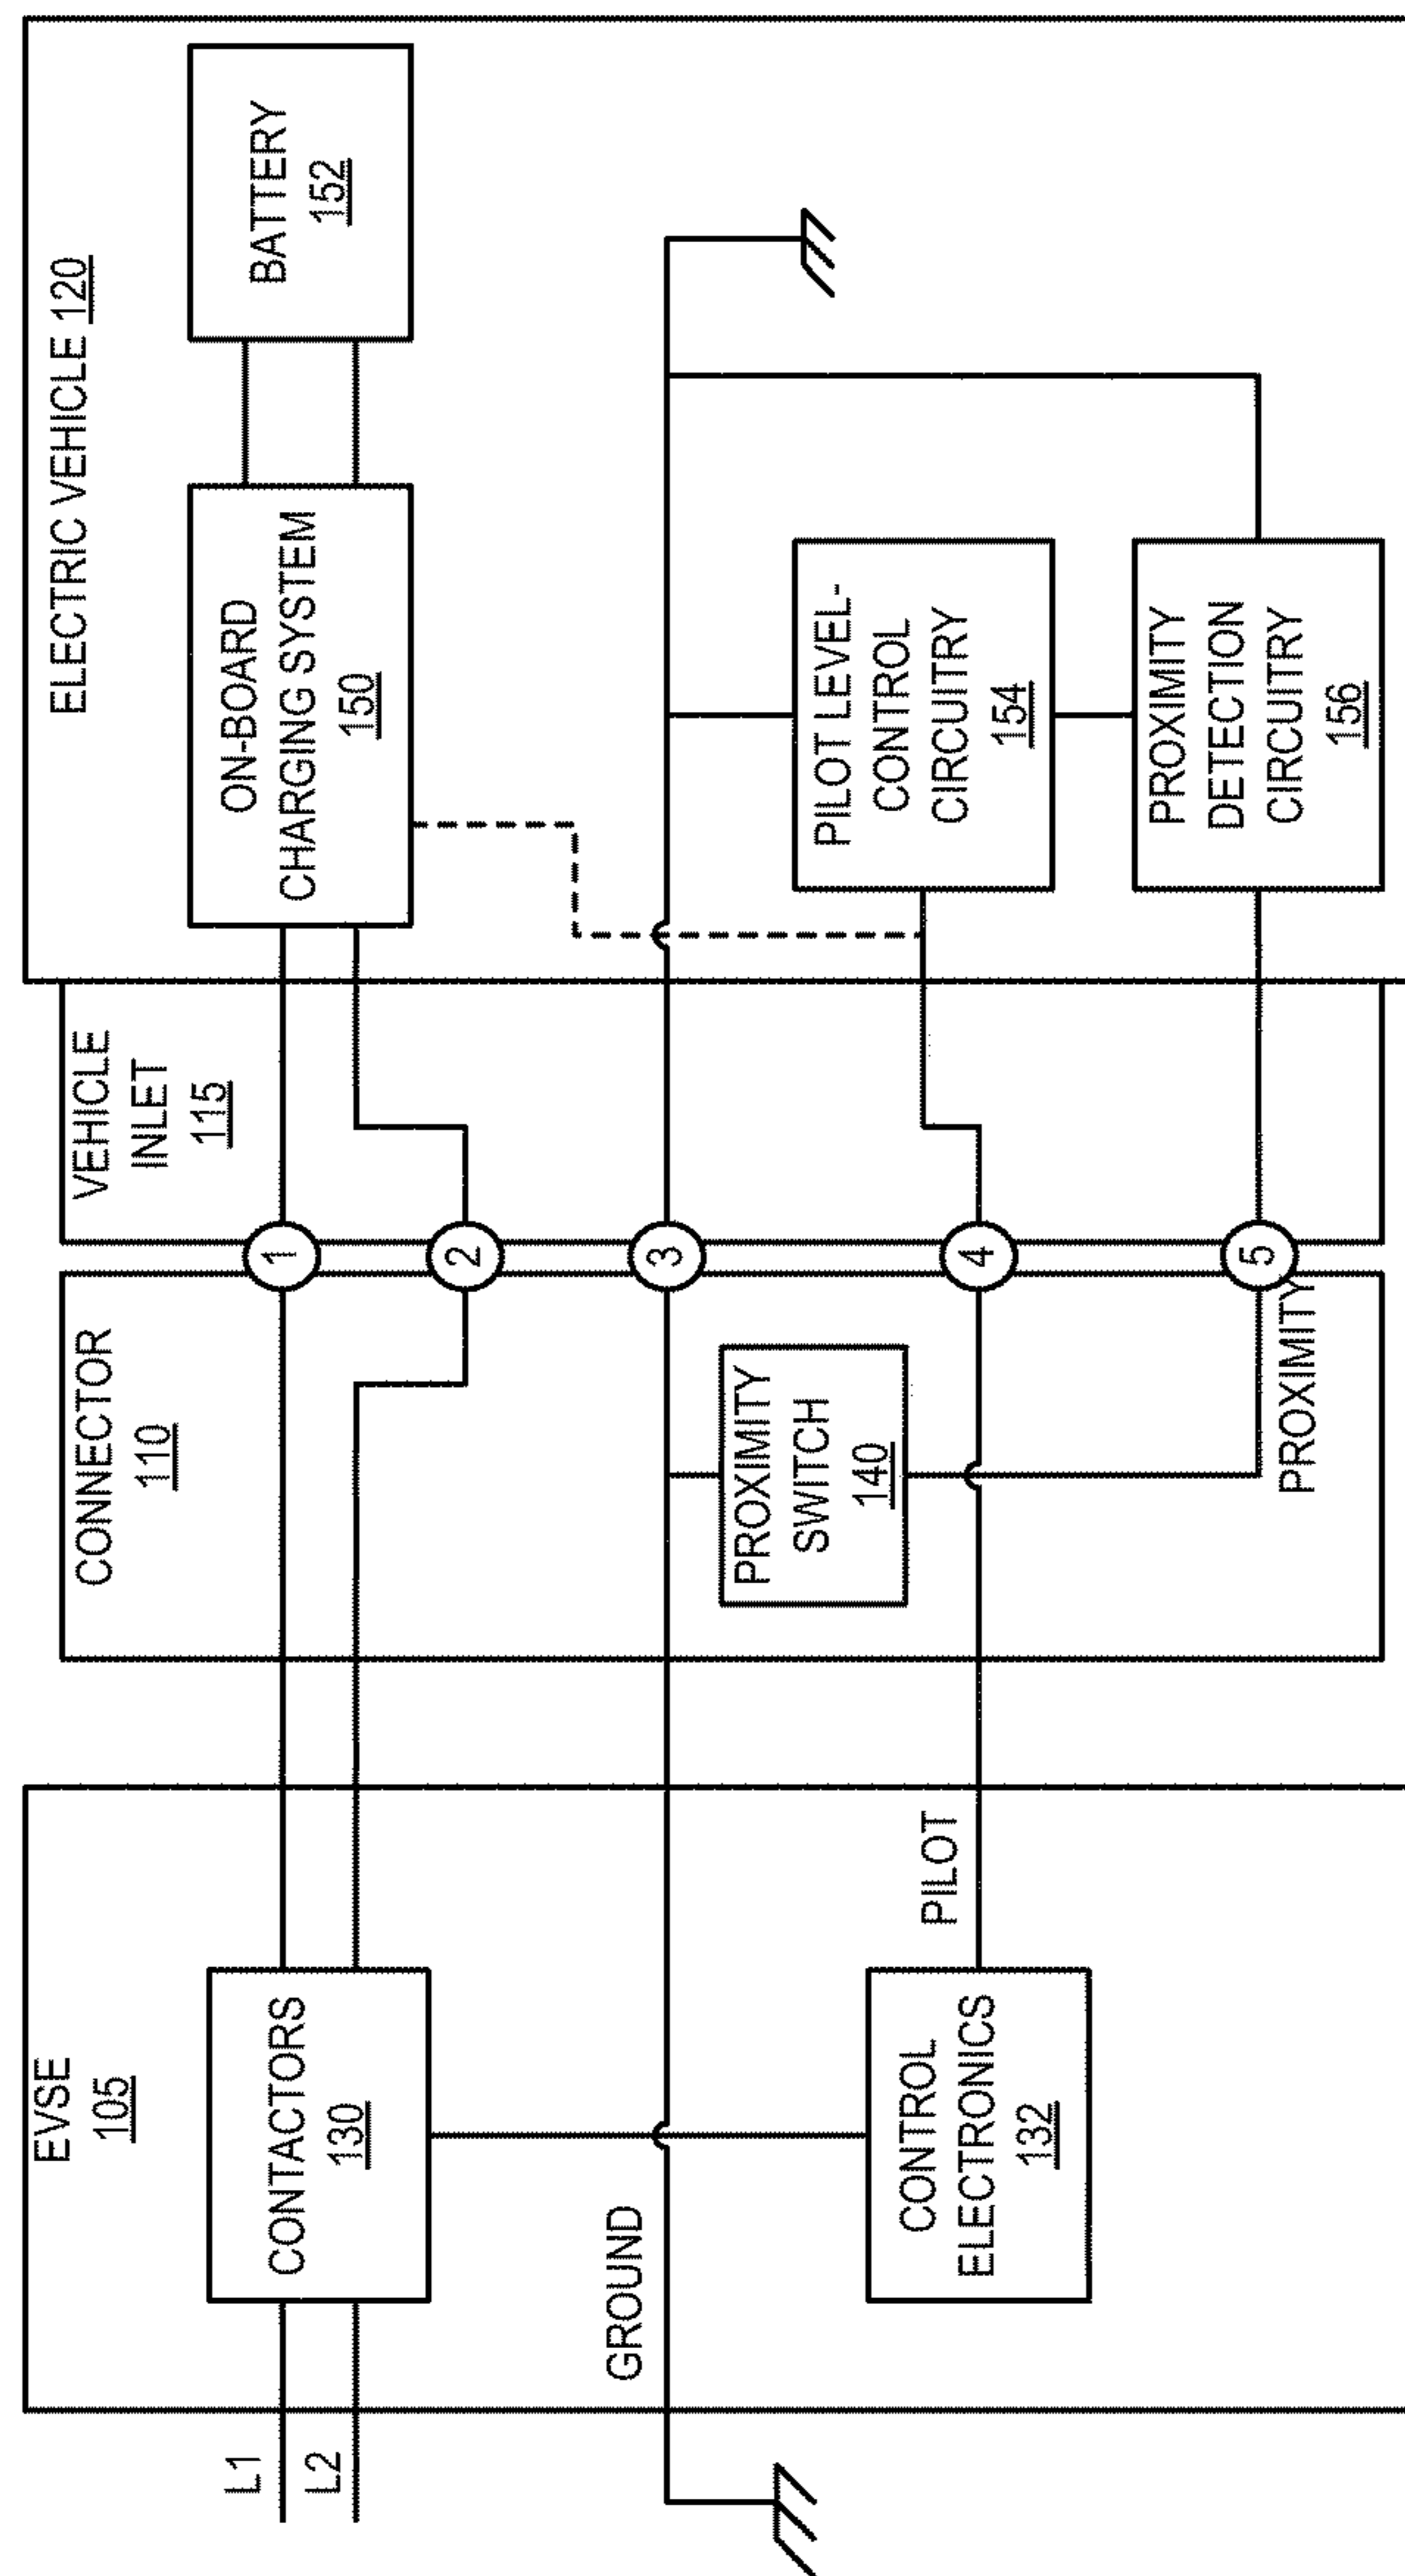 EVSE
105
L1
L2
CONTACTORS
130
GROUND
CONTROL
ELECTRONICS
132
PILOT
CONNECTOR
110
PROXIMITY
SWITCH
140
PROXIMITY
1
2
3
4
5
VEHICLE
INLET
115
ELECTRIC VEHICLE 120
ON-BOARD
CHARGING SYSTEM
150
BATTERY
152
PILOT LEVEL-
CONTROL
CIRCUITRY
154
PROXIMITY
DETECTION
CIRCUITRY
156